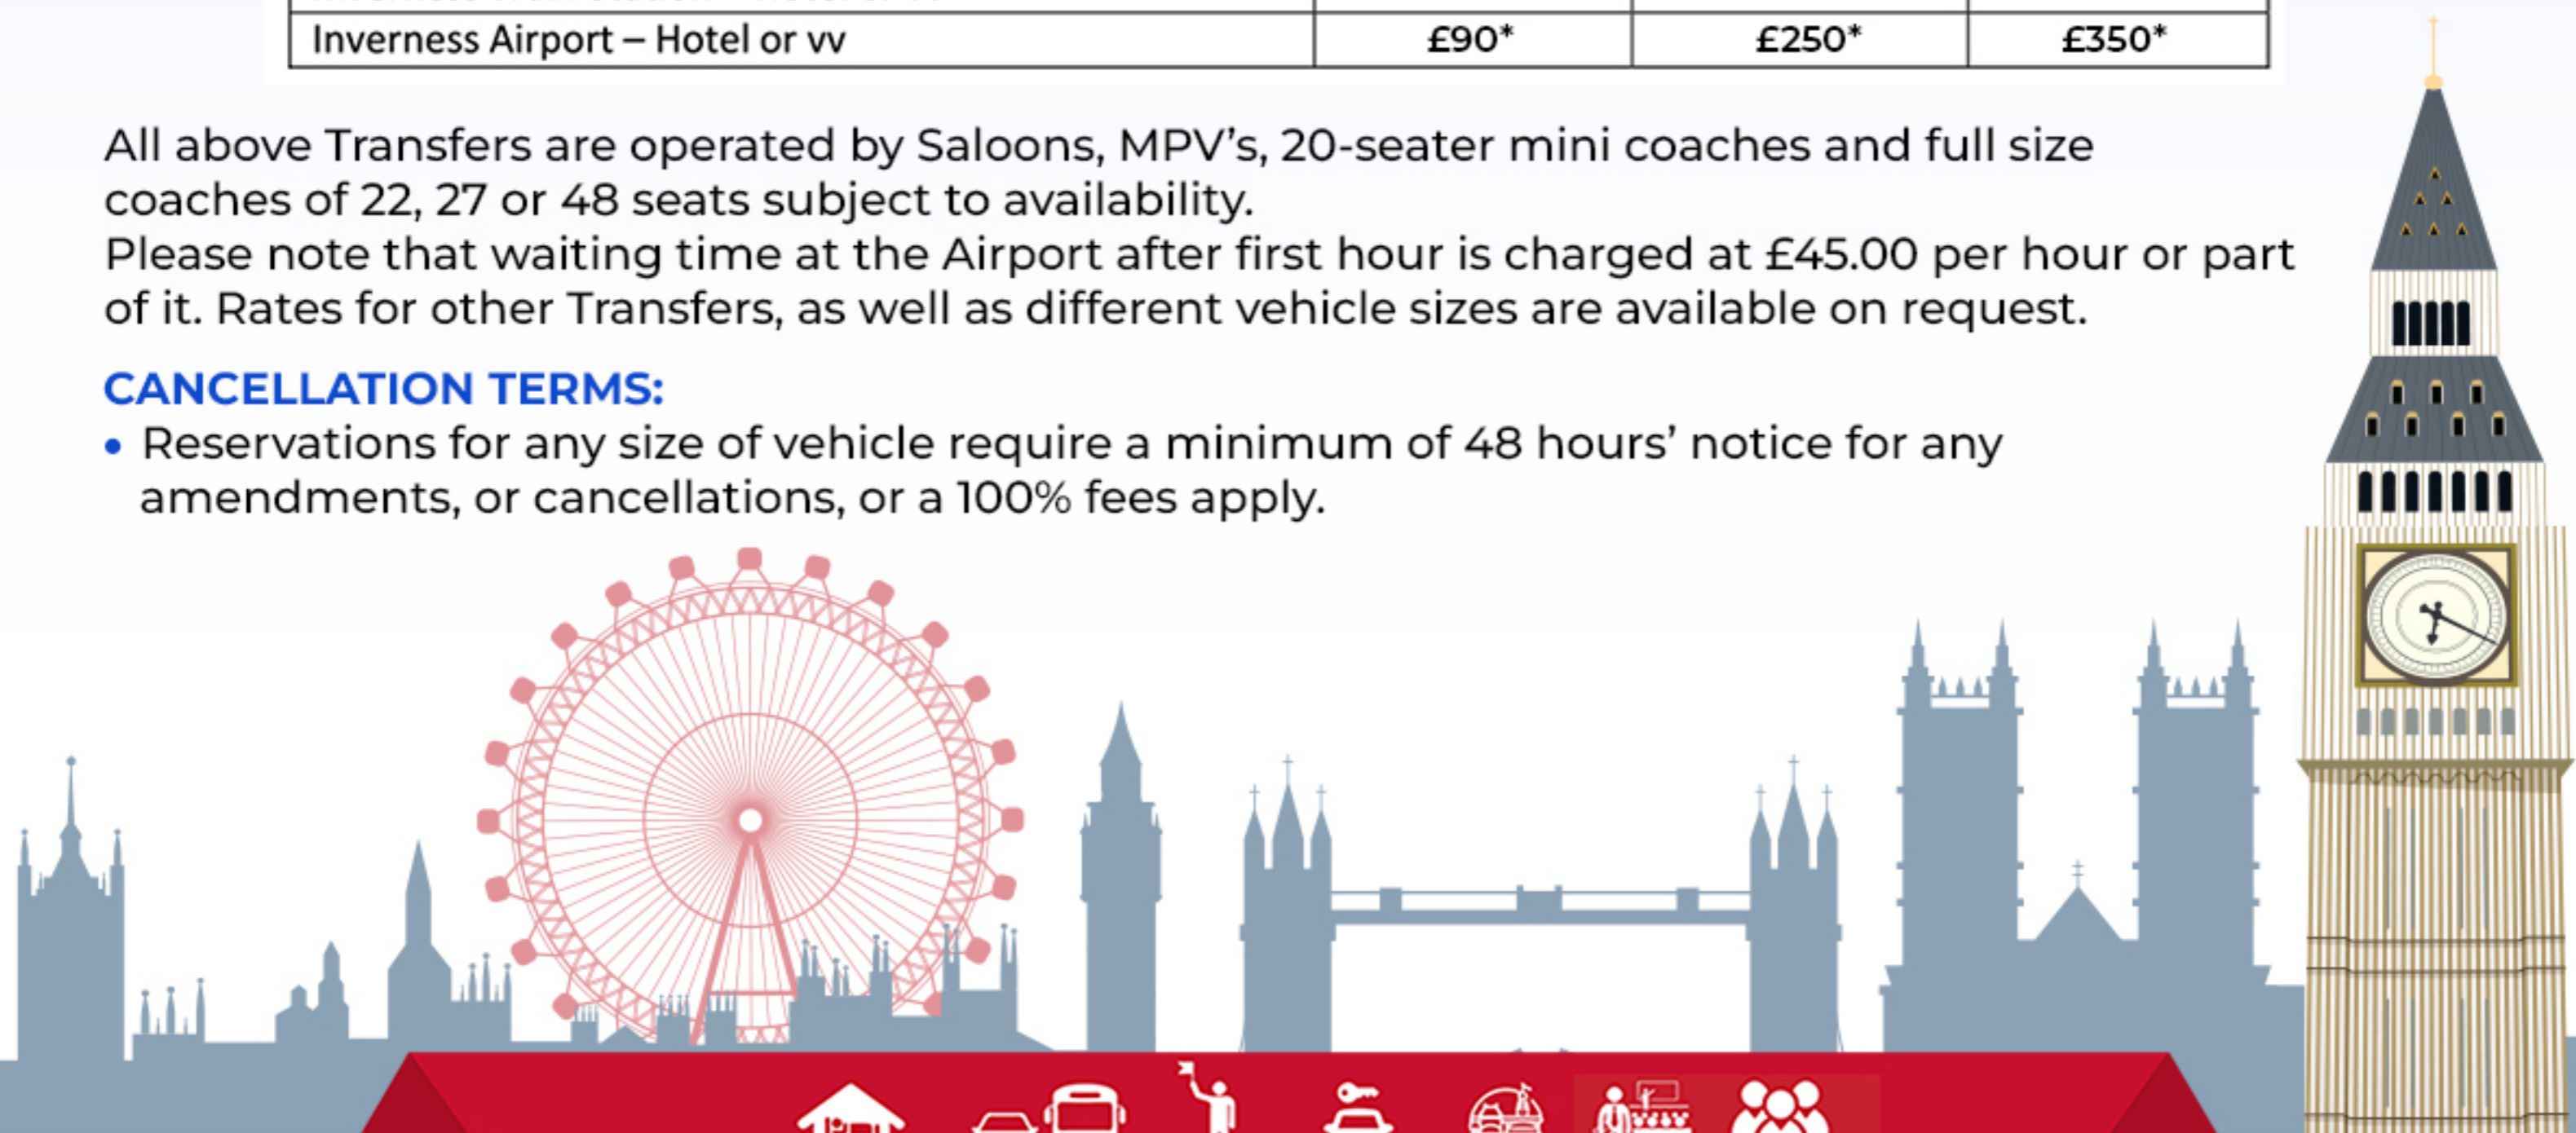 Inverness Airport – Hotel or vv £90* £250* £350*
All above Transfers are operated by Saloons, MPV’s, 20-seater mini coaches and full size
coaches of 22, 27 or 48 seats subject to availability.
Please note that waiting time at the Airport after first hour is charged at £45.00 per hour or part
of it. Rates for other Transfers, as well as different vehicle sizes are available on request.
CANCELLATION TERMS:
• Reservations for any size of vehicle require a minimum of 48 hours’ notice for any
amendments, or cancellations, or a 100% fees apply.